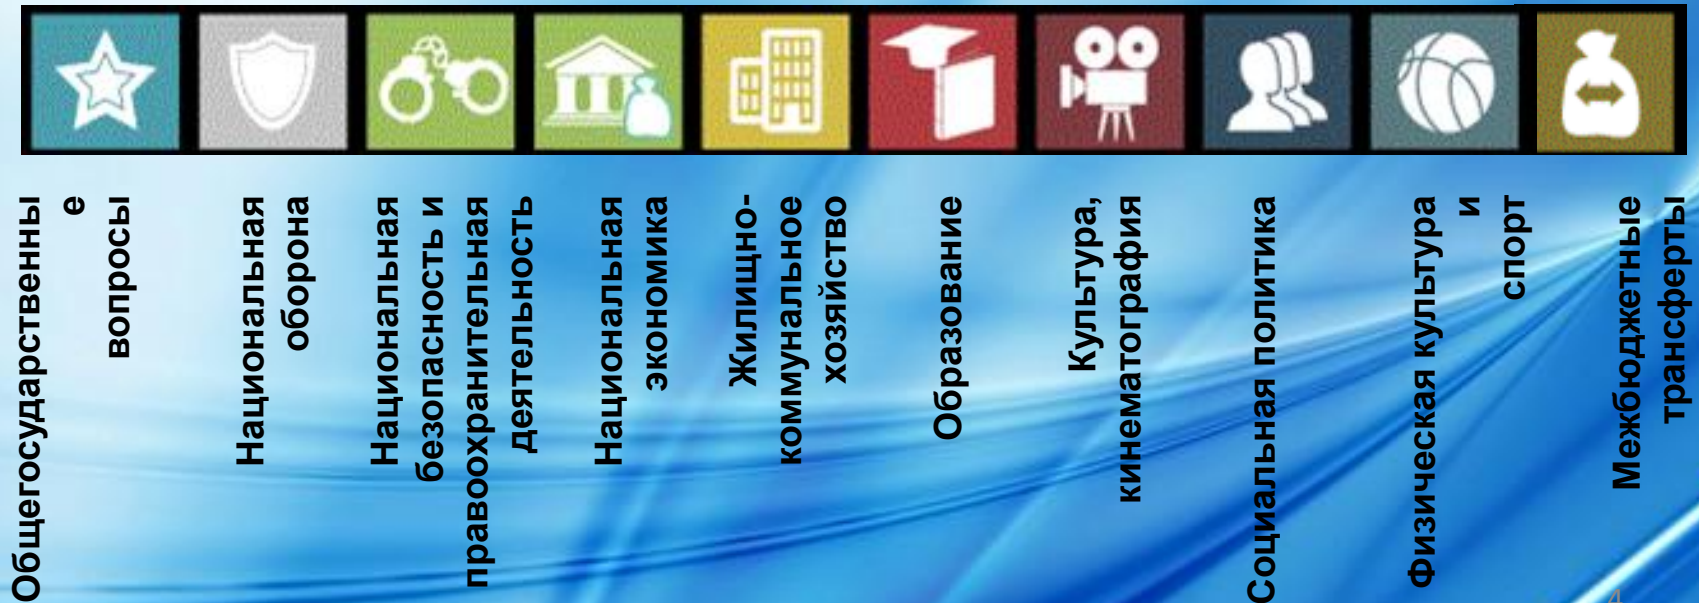 Общегосударственны
е
вопросы
Национальная
оборона
Национальная
безопасность и
правоохранительная
деятельность
Национальная
экономика
Жилищно-
коммунальное
хозяйство
Образование
Культура,
кинематография
Социальная политика
Физическая культура
и
спорт
Межбюджетные
трансферты
4